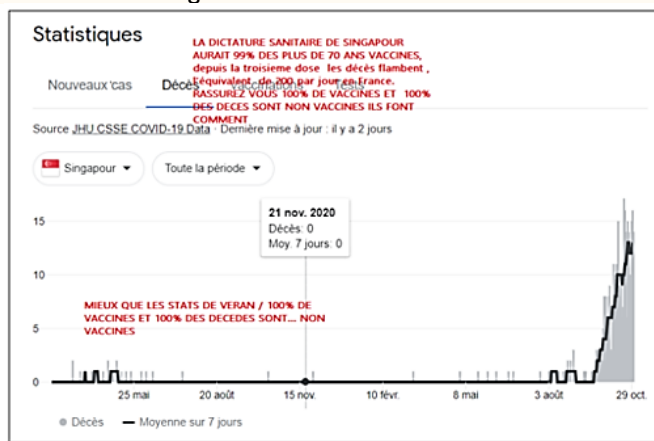 Statistiques
LA DICTATURE SANITAIRE DE SINGAPOUR
AURAIT 99% DES PLUS DE 70 ANS VACCINES,
depuis la troisieme dose les décès flambent ,
l'équivalent de 200 par jour en France.
RASSUREZ VOUS 100% DE VACCINES ET 100%
DES DECES SONT NON VACCINES ILS FONT
COMMENT
Nouveaux cas Décès Vaccinations Tests
Source JHU CSSE COVID-19 Data · Dernière mise à jour : il y a 2 jours
Singapour Toute la période
21 nov. 2020
Décès: 0
Moy. 7 jours: 0
15
10
5
0
MIEUX QUE LES STATS DE VERAN / 100% DE
VACCINES ET 100% DES DECEDES SONT... NON
VACCINES
25 mai 20 août 15 nov. 10 févr. 8 mai 3 août 29 oct.
Décès Moyenne sur 7 jours